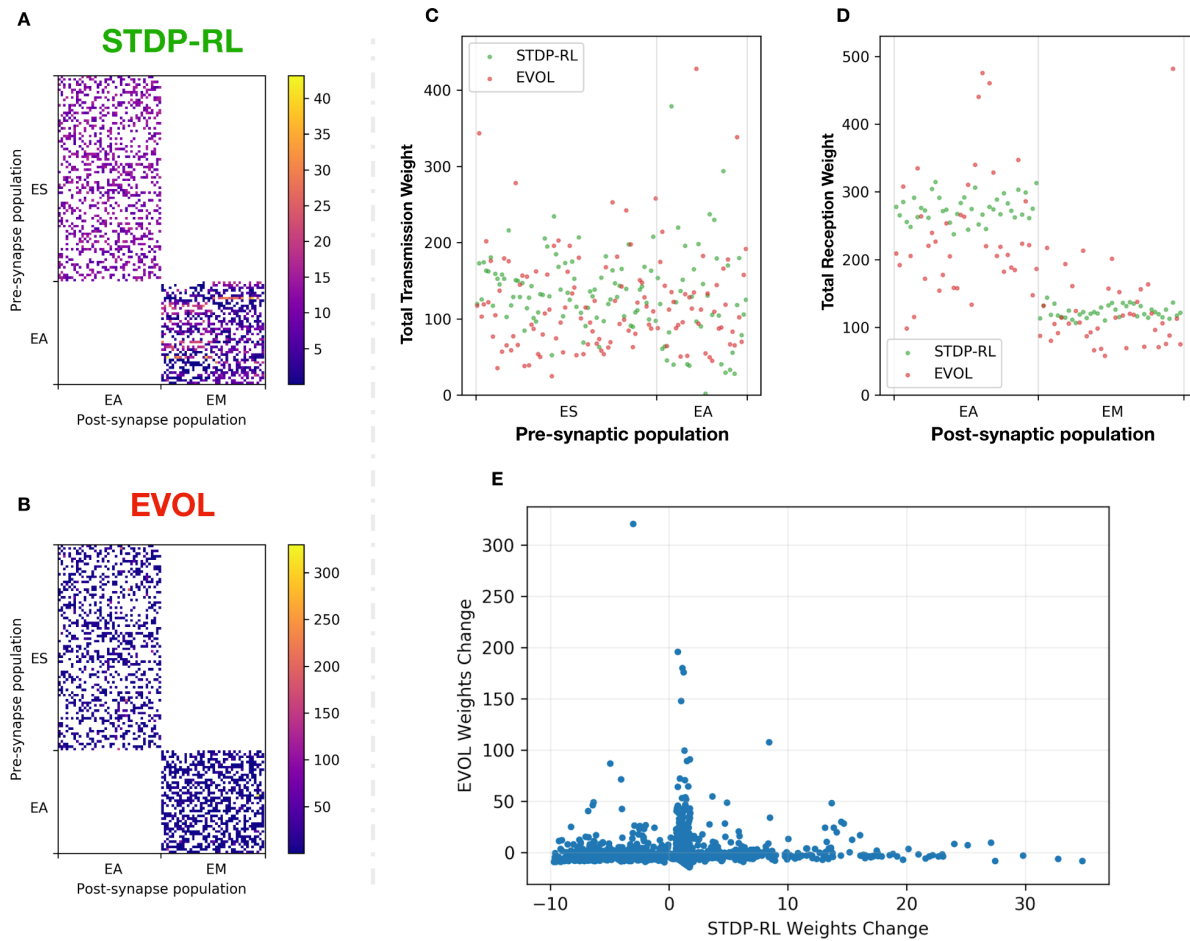 A
STDP-RL
Pre-synapse population
ES
EA
EA
EM
Post-synapse population
40
35
30
25
20
15
10
5
B
EVOL
Pre-synapse population
ES
EA
EA
EM
Post-synapse population
300
250
200
150
100
50
C
STDP-RL
EVOL
Total Transmission Weight
400
300
200
100
0
ES
EA
Pre-synaptic population
D
Total Reception Weight
500
400
300
200
100
0
STDP-RL
EVOL
EA
EM
Post-synaptic population
E
EVOL Weights Change
300
250
200
150
100
50
0
−10
0
10
20
30
STDP-RL Weights Change